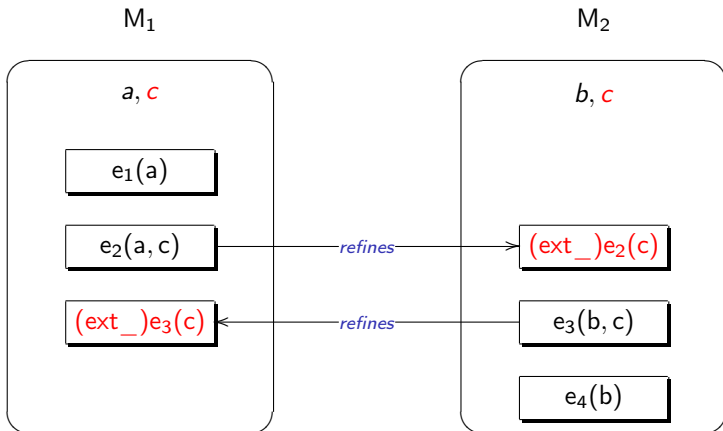 M₁ M₂
a, c b, c
e₁(a)
e₂(a, c) refines (ext_)e₂(c)
(ext_)e₃(c) refines e₃(b, c)
e₄(b)